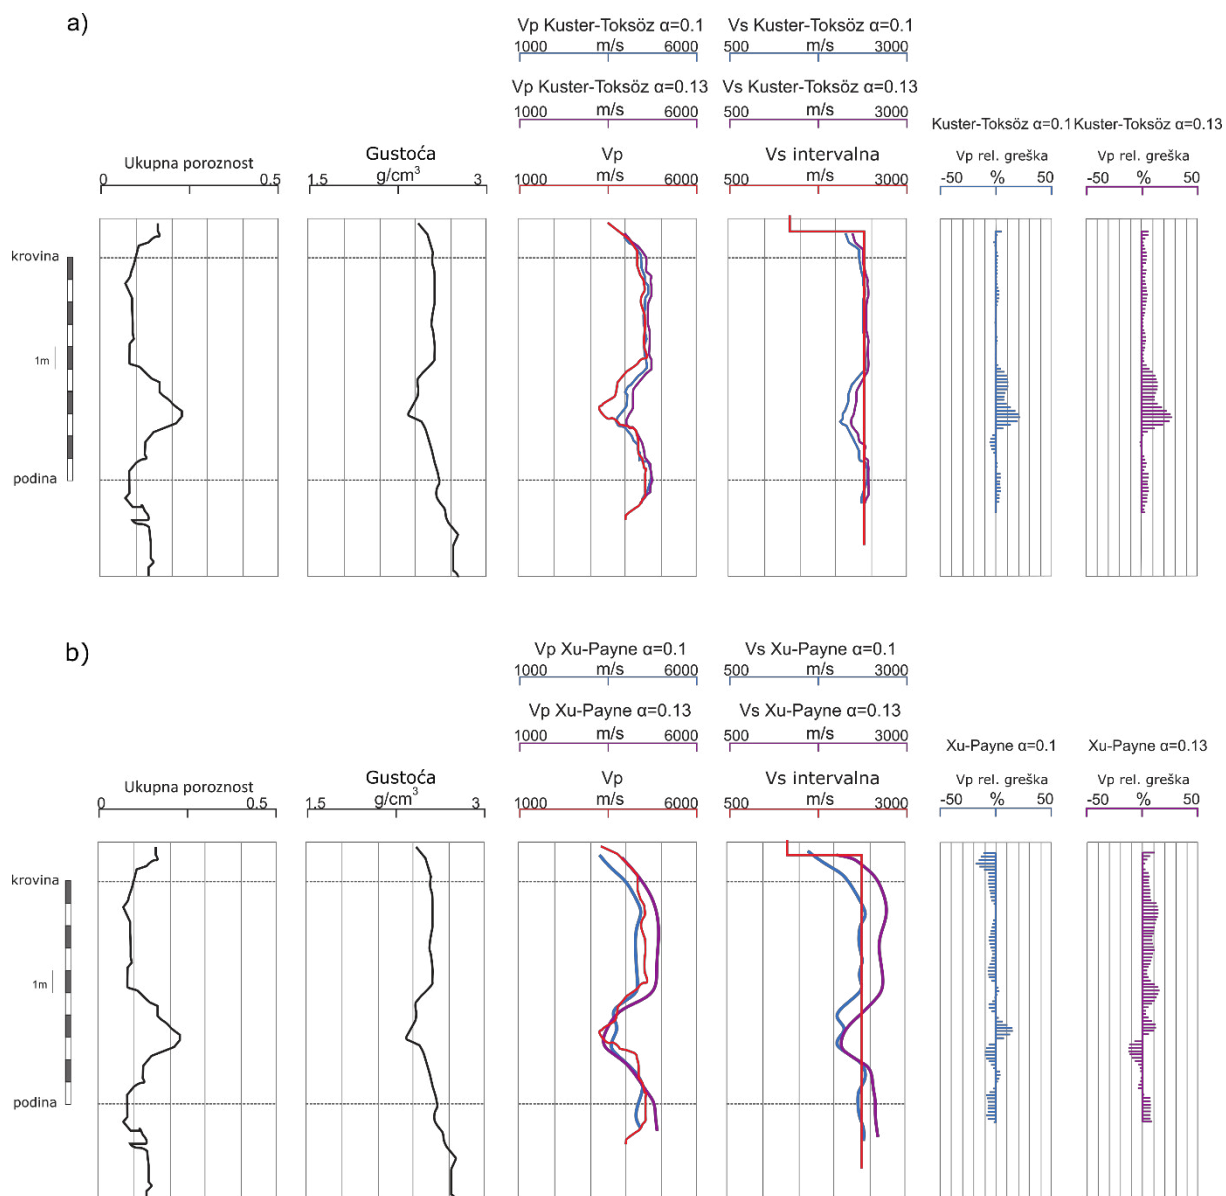 a)
Vp Kuster-Toksöz α=0.1
1000 m/s 6000
Vs Kuster-Toksöz α=0.1
500 m/s 3000
Vp Kuster-Toksöz α=0.13
1000 m/s 6000
Vs Kuster-Toksöz α=0.13
500 m/s 3000
Kuster-Toksöz α=0.1
Kuster-Toksöz α=0.13
Ukupna poroznost
0 0.5
Gustoća
g/cm³
1.5 3
Vp
1000 m/s 6000
Vs intervalna
500 m/s 3000
Vp rel. greška
-50 % 50
Vp rel. greška
-50 % 50
krovina
1m
podina
b)
Vp Xu-Payne α=0.1
1000 m/s 6000
Vs Xu-Payne α=0.1
500 m/s 3000
Vp Xu-Payne α=0.13
1000 m/s 6000
Vs Xu-Payne α=0.13
500 m/s 3000
Xu-Payne α=0.1
Xu-Payne α=0.13
Ukupna poroznost
0 0.5
Gustoća
g/cm³
1.5 3
Vp
1000 m/s 6000
Vs intervalna
500 m/s 3000
Vp rel. greška
-50 % 50
Vp rel. greška
-50 % 50
krovina
1m
podina